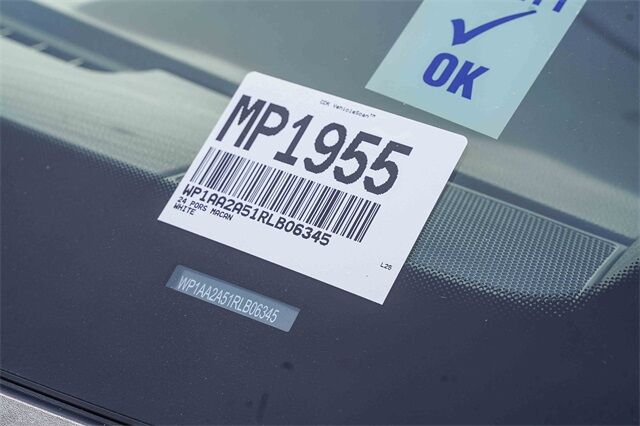 OK
CDK VehicleScan™
MP1955
WP1AA2A51RLB06345
24 PORS MACAN
WHITE
L28
WP1AA2A51RLB06345